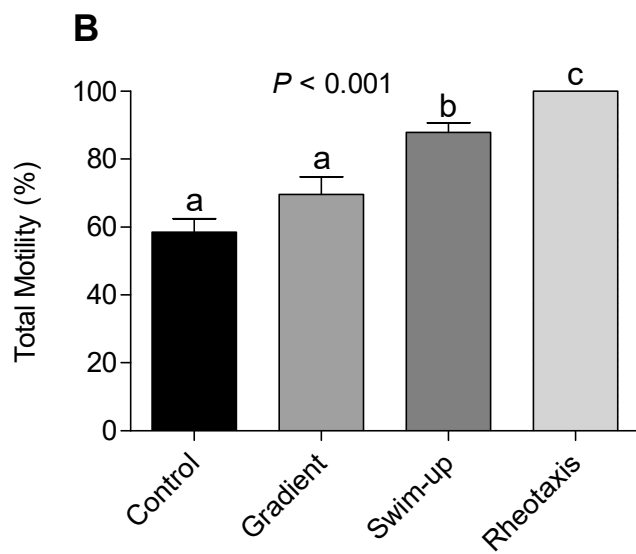 B
P < 0.001
Total Motility (%)
100
80
60
40
20
0
a
a
b
c
Control
Gradient
Swim-up
Rheotaxis